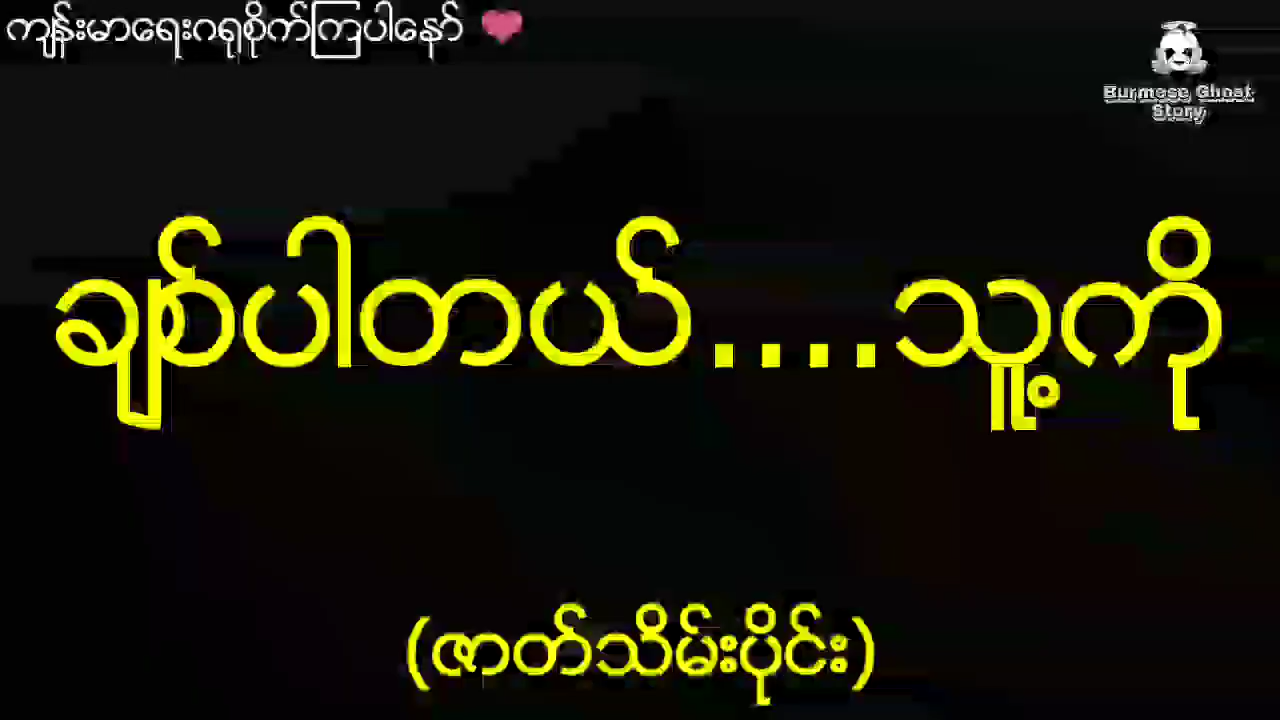 ကျန်းမာရေးဂရုစိုက်ကြပါနော် ❤
Burmese Ghost
Story
ချစ်ပါတယ်....သူ့ကို
(ဇာတ်သိမ်းပိုင်း)